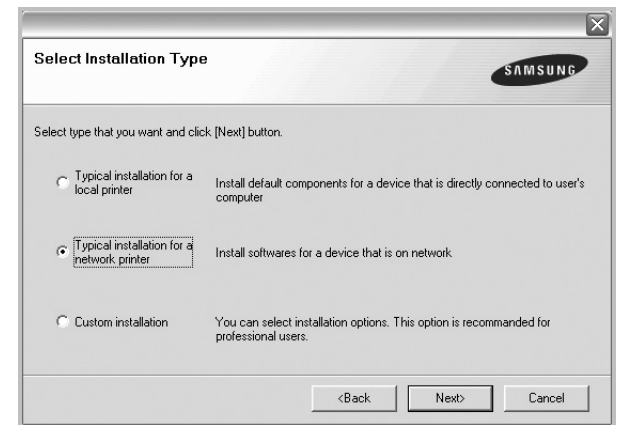 Select Installation Type
SAMSUNG
Select type that you want and click [Next] button.
Typical installation for a
local printer
Install default components for a device that is directly connected to user's
computer
Typical installation for a
network printer
Install softwares for a device that is on network
Custom installation
You can select installation options. This option is recommanded for
professional users.
<Back
Next>
Cancel